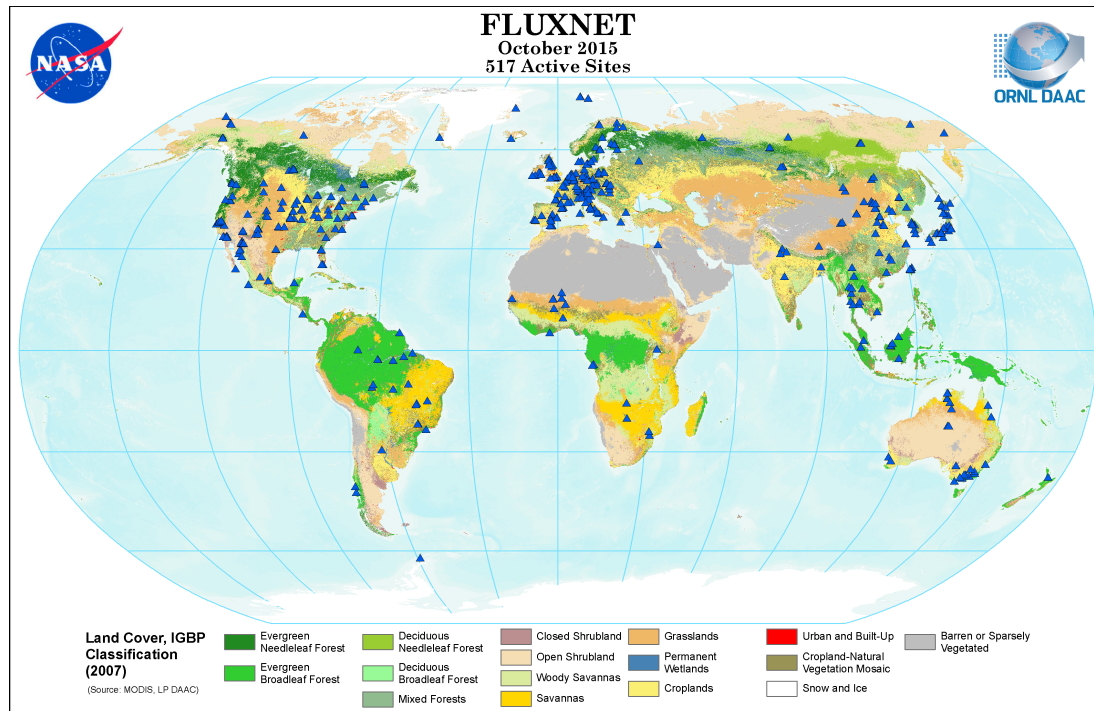 FLUXNET
October 2015
517 Active Sites
NASA
ORNL DAAC
Land Cover, IGBP
Classification
(2007)
(Source: MODIS, LP DAAC)
Evergreen
Needleleaf Forest
Evergreen
Broadleaf Forest
Deciduous
Needleleaf Forest
Deciduous
Broadleaf Forest
Mixed Forests
Closed Shrubland
Open Shrubland
Woody Savannas
Savannas
Grasslands
Permanent
Wetlands
Croplands
Urban and Built-Up
Cropland-Natural
Vegetation Mosaic
Snow and Ice
Barren or Sparsely
Vegetated